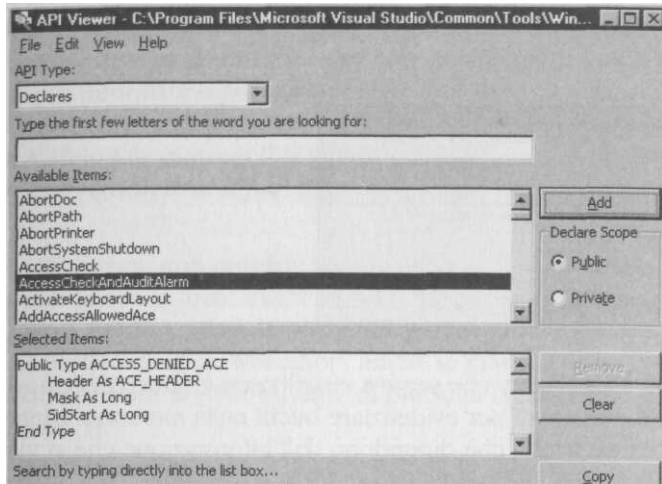 API Viewer - C:\Program Files\Microsoft Visual Studio\Common\Tools\Win...
File Edit View Help
API Type:
Declares
Type the first few letters of the word you are looking for:
Available Items:
AbortDoc
AbortPath
AbortPrinter
AbortSystemShutdown
AccessCheck
AccessCheckAndAuditAlarm
ActivateKeyboardLayout
AddAccessAllowedAce
Add
Declare Scope
Public
Private
Selected Items:
Public Type ACCESS_DENIED_ACE
Header As ACE_HEADER
Mask As Long
SidStart As Long
End Type
Remove
Clear
Copy
Search by typing directly into the list box...